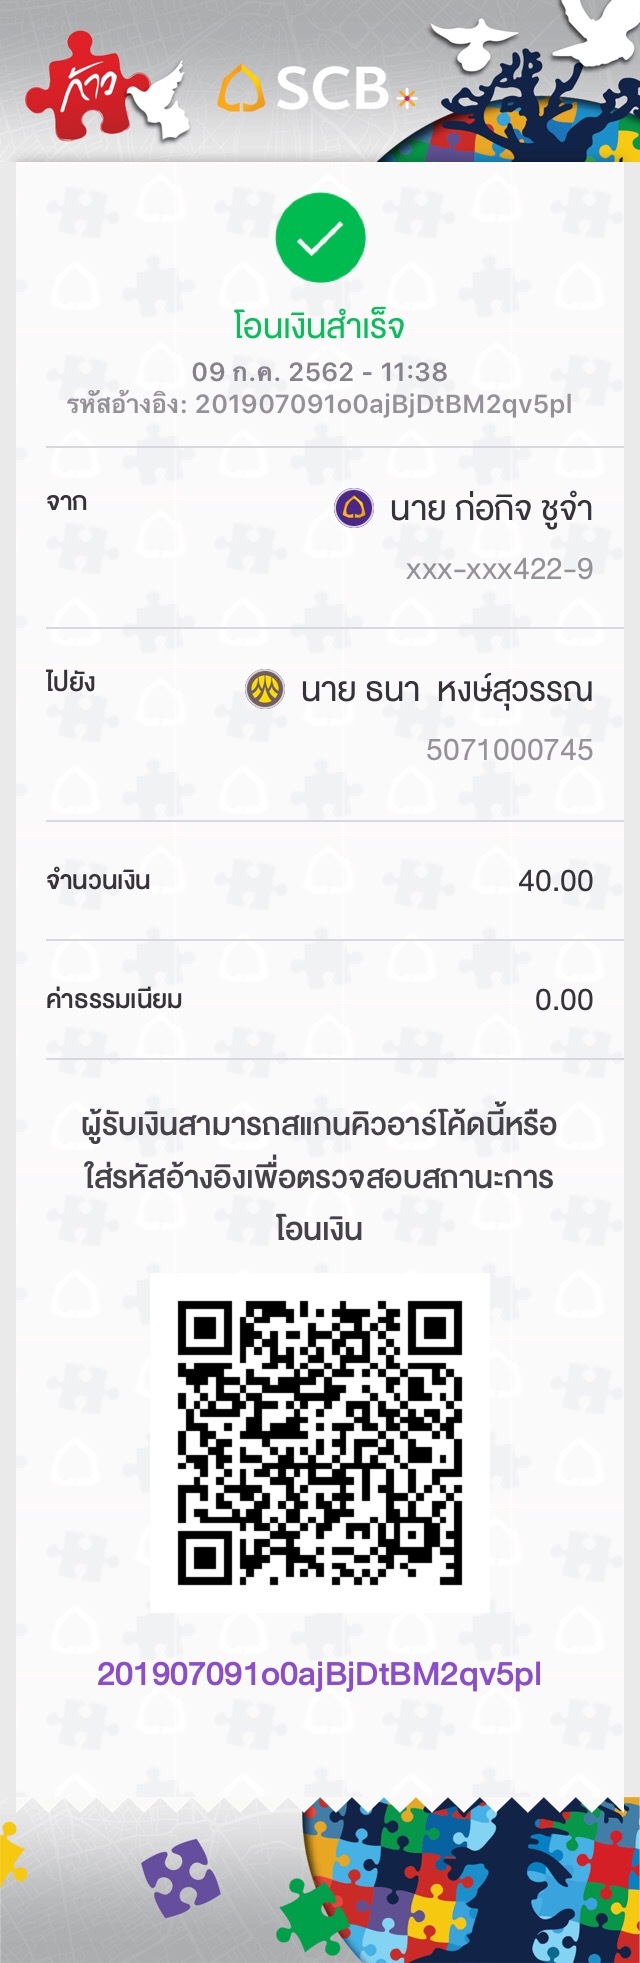 ก้าว
SCB
โอนเงินสำเร็จ
09 ก.ค. 2562 - 11:38
รหัสอ้างอิง: 201907091o0ajBjDtBM2qv5pl
จาก
นาย ก่อกิจ ชูจำ
xxx-xxx422-9
ไปยัง
นาย ธนา หงษ์สุวรรณ
5071000745
จำนวนเงิน 40.00
ค่าธรรมเนียม 0.00
ผู้รับเงินสามารถสแกนคิวอาร์โค้ดนี้หรือ
ใส่รหัสอ้างอิงเพื่อตรวจสอบสถานะการ
โอนเงิน
201907091o0ajBjDtBM2qv5pl